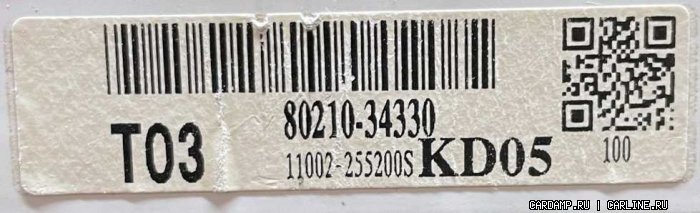 80210-34330
T03
11002-255200S KD05
100
CARDAMP.RU | CARLINE.RU